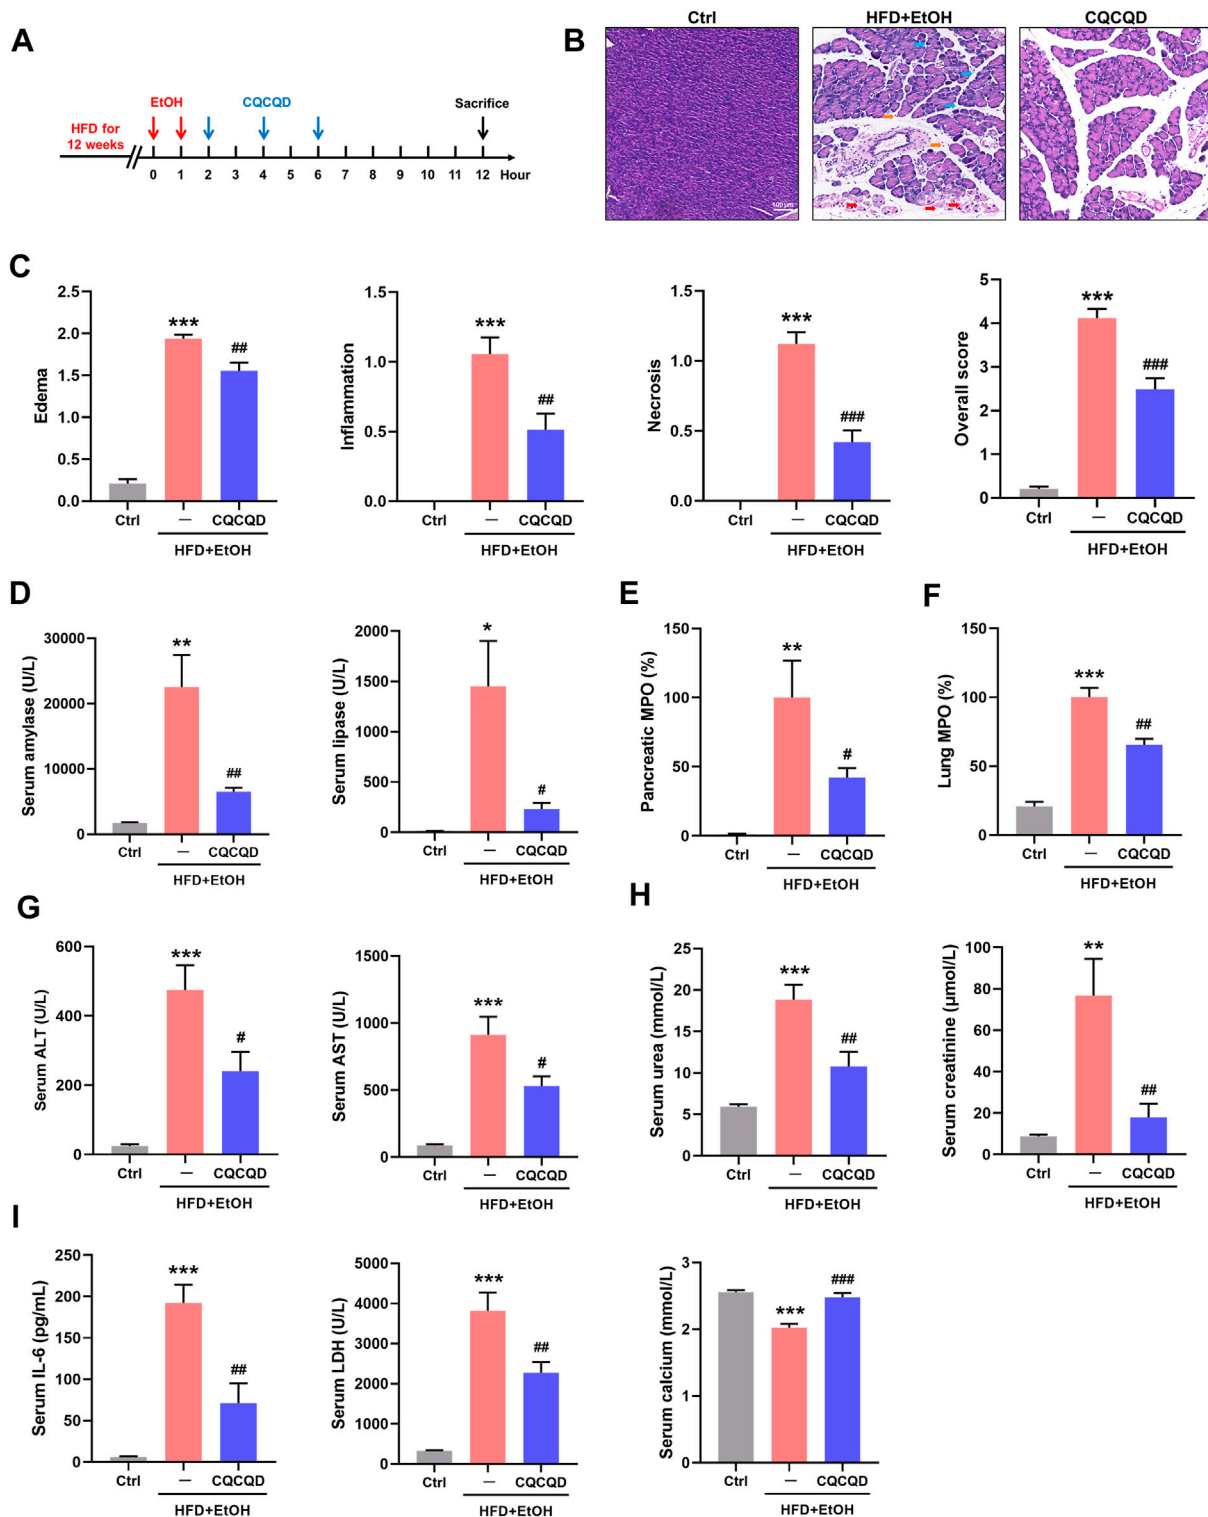 A
EtOH
CQCQD
Sacrifice
HFD for
12 weeks
0 1 2 3 4 5 6 7 8 9 10 11 12 Hour
B
Ctrl HFD+EtOH CQCQD
100 μm
C
Edema
2.5
2.0
1.5
1.0
0.5
0.0
***
##
Ctrl — CQCQD
HFD+EtOH
Inflammation
1.5
1.0
0.5
0.0
***
##
Ctrl — CQCQD
HFD+EtOH
Necrosis
1.5
1.0
0.5
0.0
***
###
Ctrl — CQCQD
HFD+EtOH
Overall score
5
4
3
2
1
0
***
###
Ctrl — CQCQD
HFD+EtOH
D
Serum amylase (U/L)
30000
20000
10000
0
**
##
Ctrl — CQCQD
HFD+EtOH
Serum lipase (U/L)
2000
1500
1000
500
0
*
#
Ctrl — CQCQD
HFD+EtOH
E
Pancreatic MPO (%)
150
100
50
0
**
#
Ctrl — CQCQD
HFD+EtOH
F
Lung MPO (%)
150
100
50
0
***
##
Ctrl — CQCQD
HFD+EtOH
G
Serum ALT (U/L)
600
400
200
0
***
#
Ctrl — CQCQD
HFD+EtOH
Serum AST (U/L)
1500
1000
500
0
***
#
Ctrl — CQCQD
HFD+EtOH
H
Serum urea (mmol/L)
25
20
15
10
5
0
***
##
Ctrl — CQCQD
HFD+EtOH
Serum creatinine (μmol/L)
100
80
60
40
20
0
**
##
Ctrl — CQCQD
HFD+EtOH
I
Serum IL-6 (pg/mL)
250
200
150
100
50
0
***
##
Ctrl — CQCQD
HFD+EtOH
Serum LDH (U/L)
5000
4000
3000
2000
1000
0
***
##
Ctrl — CQCQD
HFD+EtOH
Serum calcium (mmol/L)
3
2
1
0
***
###
Ctrl — CQCQD
HFD+EtOH